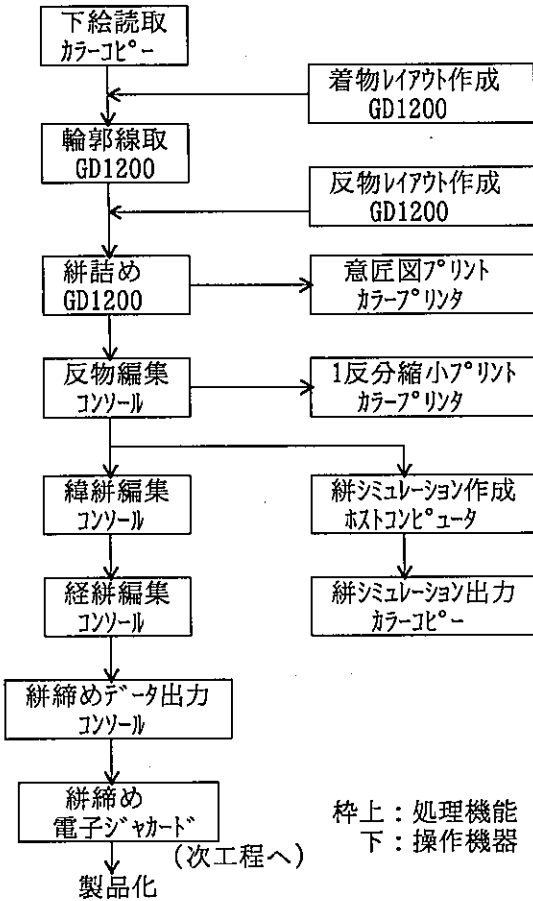 下絵読取
カラーコピー
着物レイアウト作成
GD1200
輪郭線取
GD1200
反物レイアウト作成
GD1200
絣詰め
GD1200
意匠図プリント
カラープリンタ
反物編集
コンソール
1反分縮小プリント
カラープリンタ
緯絣編集
コンソール
絣シミュレーション作成
ホストコンピュータ
経絣編集
コンソール
絣シミュレーション出力
カラーコピー
絣締めデータ出力
コンソール
絣締め
電子ジャカード
(次工程へ)
製品化
枠上:処理機能
下:操作機器